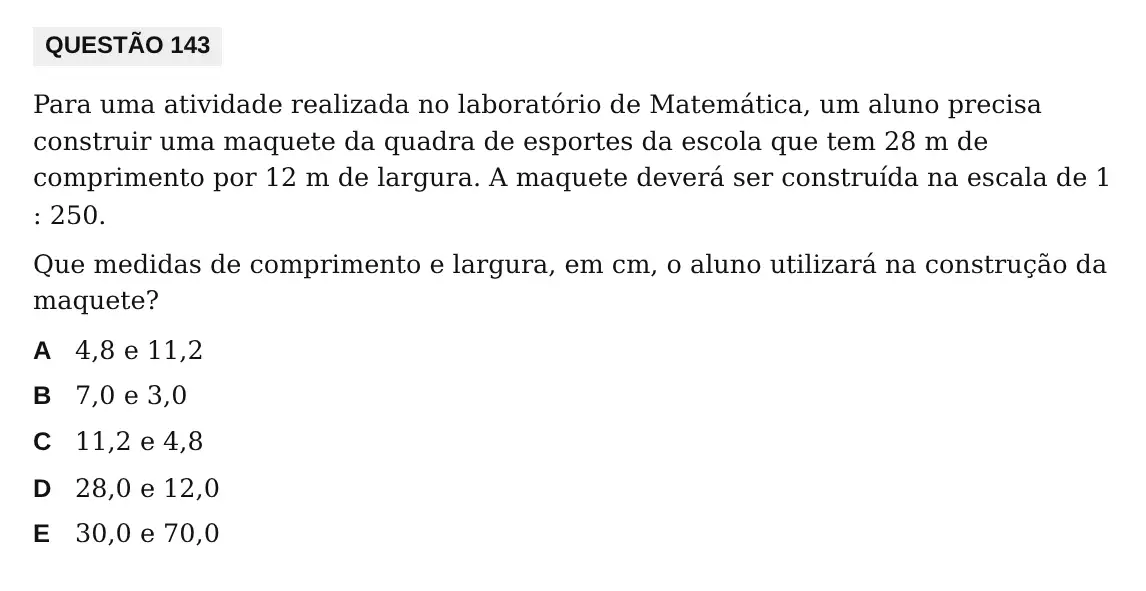 QUESTÃO 143
Para uma atividade realizada no laboratório de Matemática, um aluno precisa
construir uma maquete da quadra de esportes da escola que tem 28 m de
comprimento por 12 m de largura. A maquete deverá ser construída na escala de 1
: 250.
Que medidas de comprimento e largura, em cm, o aluno utilizará na construção da
maquete?
A 4,8 e 11,2
B 7,0 e 3,0
C 11,2 e 4,8
D 28,0 e 12,0
E 30,0 e 70,0